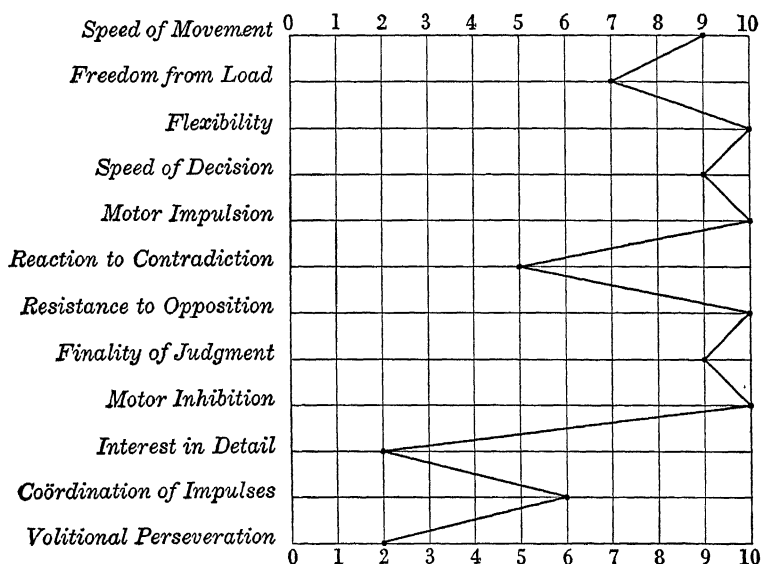 0 1 2 3 4 5 6 7 8 9 10
Speed of Movement
Freedom from Load
Flexibility
Speed of Decision
Motor Impulsion
Reaction to Contradiction
Resistance to Opposition
Finality of Judgment
Motor Inhibition
Interest in Detail
Coördination of Impulses
Volitional Perseveration
0 1 2 3 4 5 6 7 8 9 10